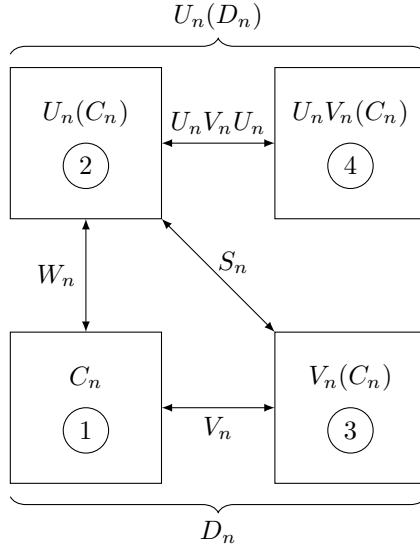 U_n(D_n)
U_n(C_n)
2
U_nV_nU_n
U_nV_n(C_n)
4
W_n
S_n
C_n
1
V_n
V_n(C_n)
3
D_n